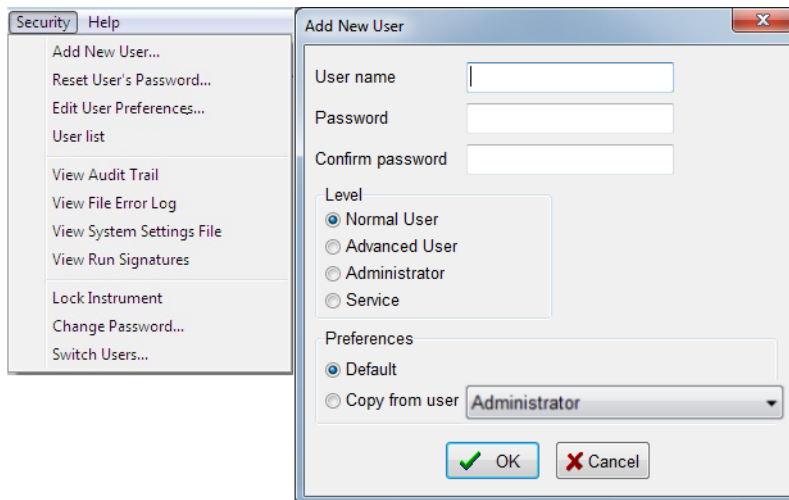 Security Help
Add New User...
Reset User's Password...
Edit User Preferences...
User list
View Audit Trail
View File Error Log
View System Settings File
View Run Signatures
Lock Instrument
Change Password...
Switch Users...
Add New User
User name
Password
Confirm password
Level
Normal User
Advanced User
Administrator
Service
Preferences
Default
Copy from user Administrator
OK Cancel